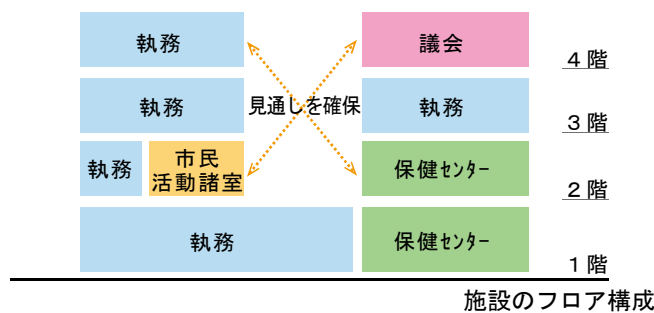 執務
議会
4階
執務
見通しを確保
執務
3階
執務
市民
活動諸室
保健ｾﾝﾀｰ
2階
執務
保健ｾﾝﾀｰ
1階
施設のフロア構成